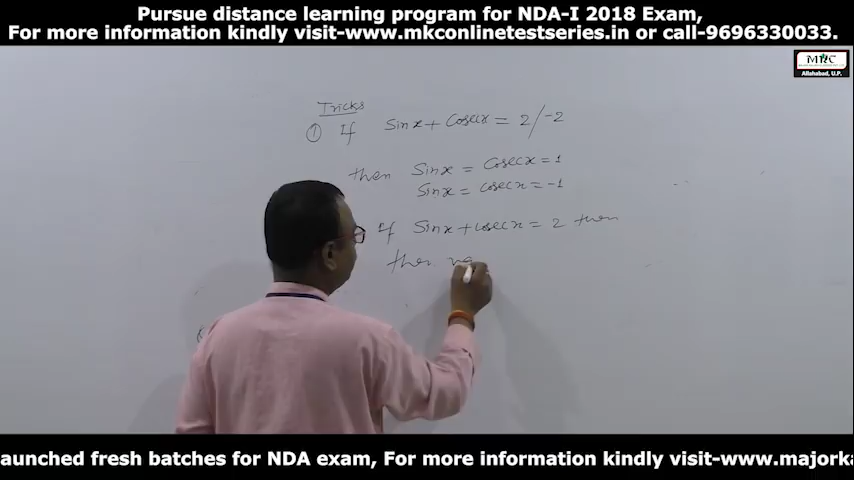 Pursue distance learning program for NDA-I 2018 Exam,
For more information kindly visit-www.mkconlinetestseries.in or call-9696330033.
MKC
Allahabad, U.P.
Tricks
① If Sinx + Cosecx = 2/-2
then Sinx = Cosecx = 1
Sinx = Cosecx = -1
If Sinx + Cosecx = 2 then
then
aunched fresh batches for NDA exam, For more information kindly visit-www.majorka